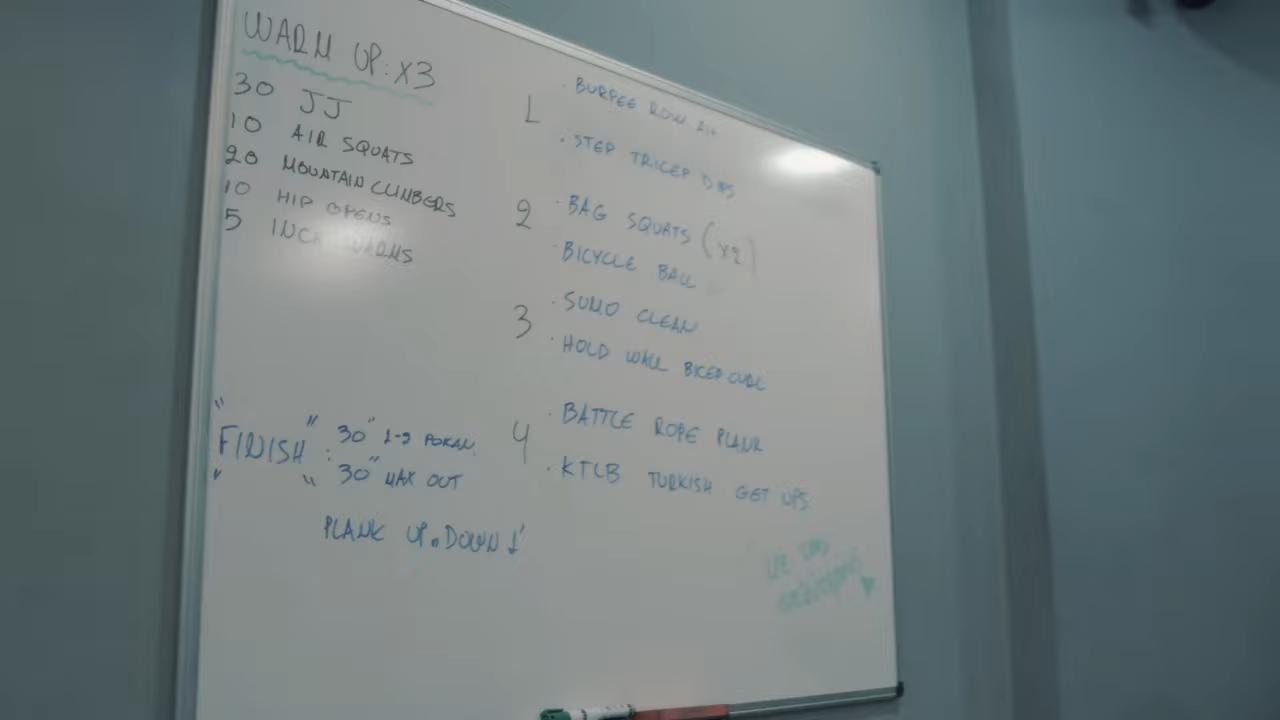 WARM UP: X3
30 JJ
10 AIR SQUATS
20 MOUNTAIN CLIMBERS
10 HIP OPENS
5 INCH WARMS
1
· BURPEE ROW
· STEP TRICEP DIPS
2
· BAG SQUATS (x2)
· BICYCLE BALL
3
· SUMO CLEAN
· HOLD WALL BICEP CURL
4
· BATTLE ROPE PLANK
· KTLB TURKISH GET UPS
"FINISH" : 30" 1-2
30" MAX OUT
PLANK UP.DOWN 1'